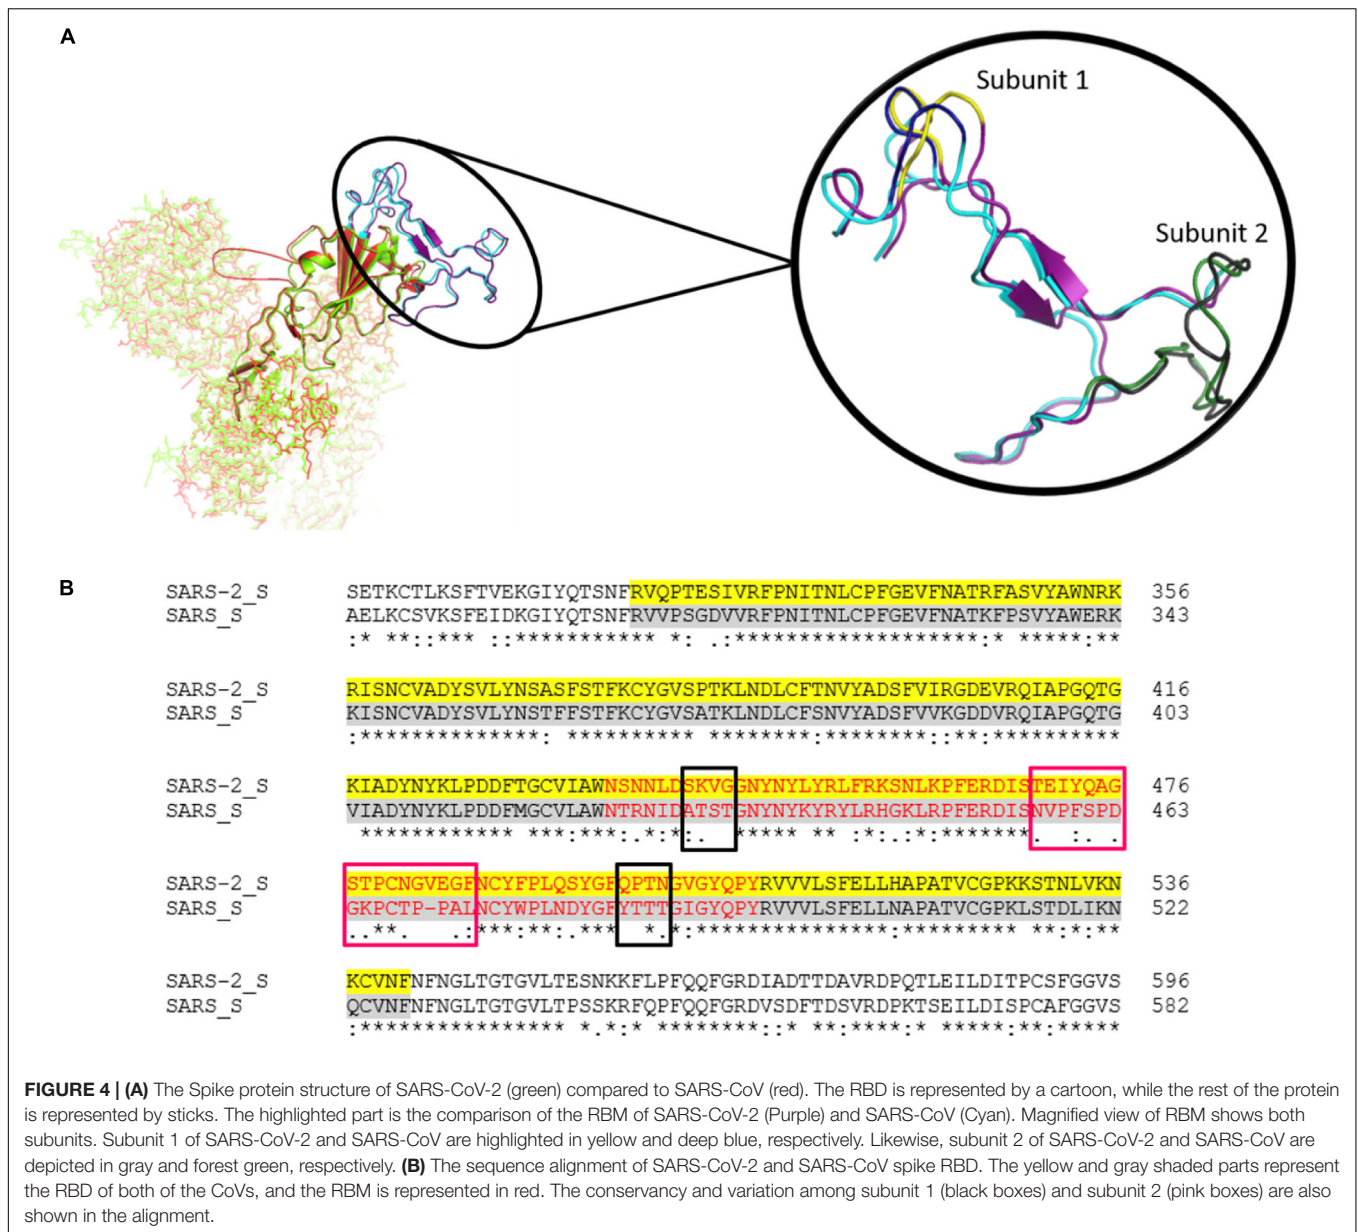 A
Subunit 1
Subunit 2
B
SARS-2_S SETKCTLKSFTVEKGIYQTSNFRVQPTESIVRFPNITNLCPFGEVFNATRFASVYAWNRK 356
SARS_S AELKCSVKSFEIDKGIYQTSNFRVVPSGDVVRFPNITNLCPFGEVFNATKFPSVYAWERK 343
:* **::*** ::*********** *: .:******************:* *****:**
SARS-2_S RISNCVADYSVLYNSASFSTFKCYGVSPTKLNDLCFTNVYADSFVIRGDEVRQIAPGQTG 416
SARS_S KISNCVADYSVLYNSTFFSTFKCYGVSATKLNDLCFSNVYADSFVVKGDDVRQIAPGQTG 403
:**************: ********** ********:********::**:**********
SARS-2_S KIADYNYKLPDDFTGCVIAWNSNNLDSKVGGNYNYLYRLFRKSNLKPFERDISTEIYQAG 476
SARS_S VIADYNYKLPDDFMGCVLAWNTRNIDATSTGNYNYKYRYLRHGKLRPFERDISNVPFSPD 463
************ ***:***:.*:*:. ***** ** :*:.:*:*******. :. .
SARS-2_S STPCNGVEGFNCYFPLQSYGFQPTNGVGYQPYRVVVLSFELLHAPATVCGPKKSTNLVKN 536
SARS_S GKPCTP-PALNCYWPLNDYGFYTTTGIGYQPYRVVVLSFELLNAPATVCGPKLSTDLIKN 522
..**. .:***:**:.*** *.*:***************:********* **:*:**
SARS-2_S KCVNFNFNGLTGTGVLTESNKKFLPFQQFGRDIADTTDAVRDPQTLEILDITPCSFGGVS 596
SARS_S QCVNFNFNGLTGTGVLTPSSKRFQPFQQFGRDVSDFTDSVRDPKTSEILDISPCAFGGVS 582
:**************** *.*:* ********::* **:****:* *****:**:*****
FIGURE 4 | (A) The Spike protein structure of SARS-CoV-2 (green) compared to SARS-CoV (red). The RBD is represented by a cartoon, while the rest of the protein
is represented by sticks. The highlighted part is the comparison of the RBM of SARS-CoV-2 (Purple) and SARS-CoV (Cyan). Magnified view of RBM shows both
subunits. Subunit 1 of SARS-CoV-2 and SARS-CoV are highlighted in yellow and deep blue, respectively. Likewise, subunit 2 of SARS-CoV-2 and SARS-CoV are
depicted in gray and forest green, respectively. (B) The sequence alignment of SARS-CoV-2 and SARS-CoV spike RBD. The yellow and gray shaded parts represent
the RBD of both of the CoVs, and the RBM is represented in red. The conservancy and variation among subunit 1 (black boxes) and subunit 2 (pink boxes) are also
shown in the alignment.